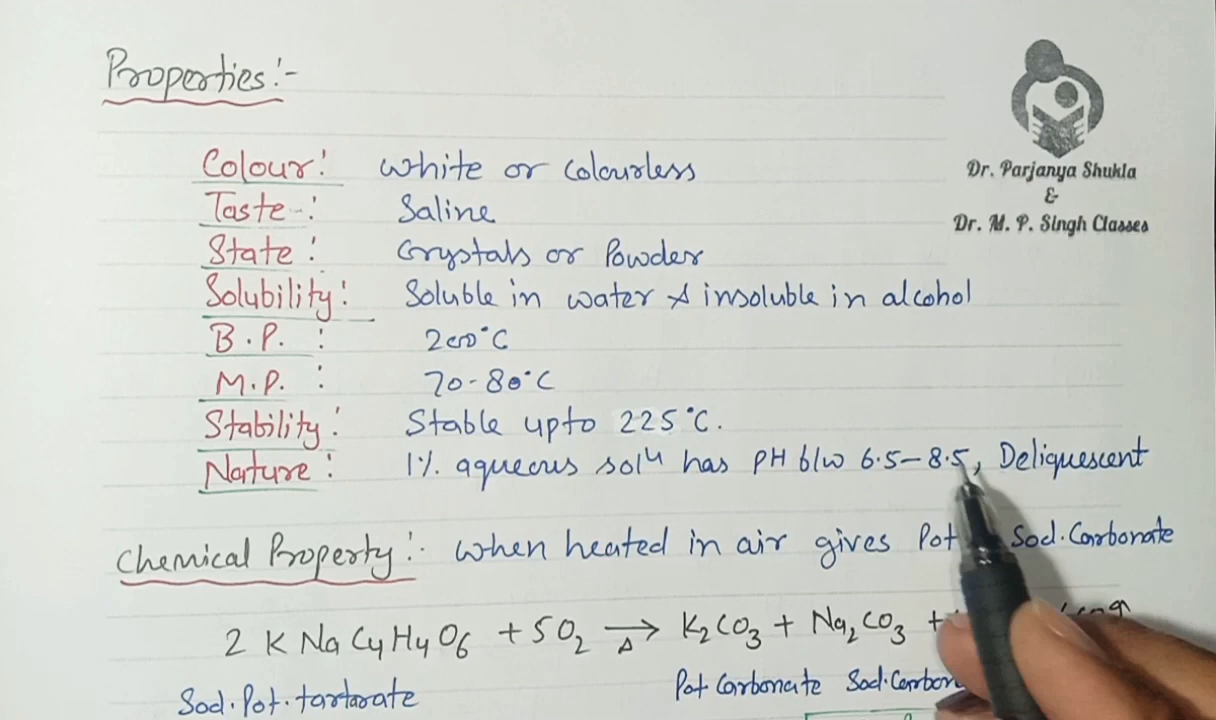 Properties:-
Dr. Parjanya Shukla
&
Dr. M. P. Singh Classes
Colour: White or Colourless
Taste-: Saline
State: Crystals or Powder
Solubility: Soluble in water & insoluble in alcohol
B.P. : 200°C
M.P. : 70-80°C
Stability: Stable upto 225°C.
Nature: 1% aqueous solⁿ has PH b/w 6.5-8.5, Deliquescent
Chemical Property:- When heated in air gives Pot Sod. Carbonate
2 K Na C4H4O6 + 5O2 →Δ K2CO3 + Na2CO3 +
Sod. Pot. tartarate Pot Carbonate Sod. Carbon